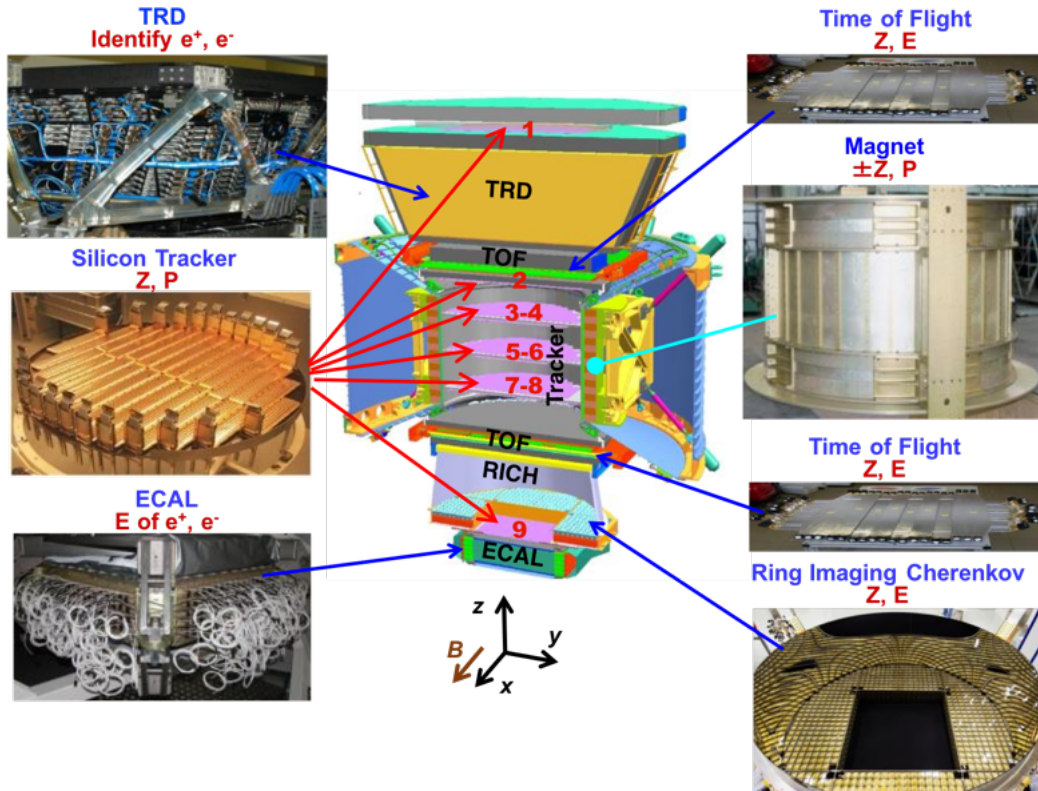 TRD
Identify e⁺, e⁻
Silicon Tracker
Z, P
ECAL
E of e⁺, e⁻
1
TRD
TOF
2
3-4
5-6
7-8
Tracker
TOF
RICH
9
ECAL
z
y
B
x
Time of Flight
Z, E
Magnet
±Z, P
Time of Flight
Z, E
Ring Imaging Cherenkov
Z, E